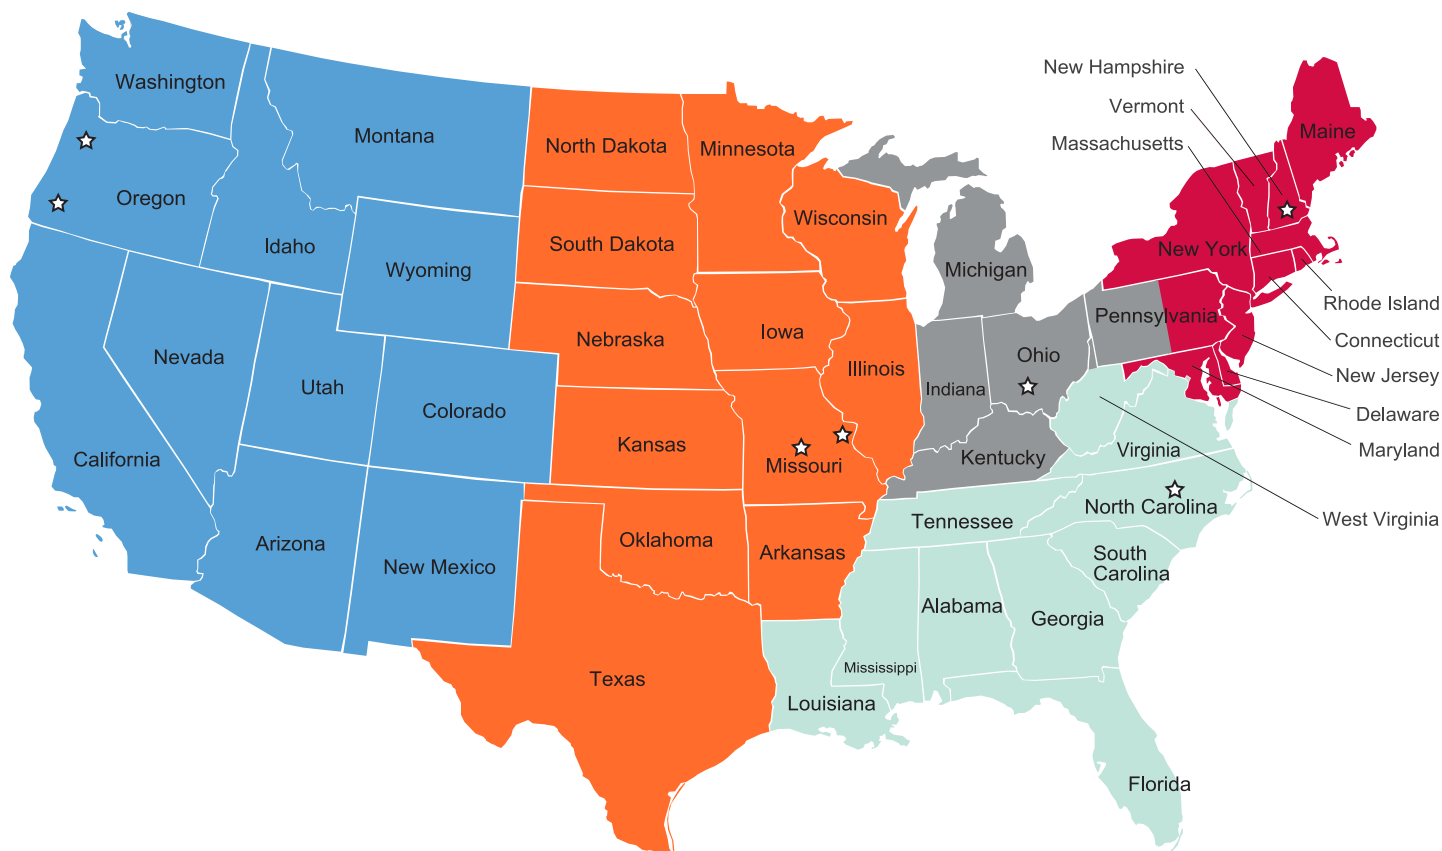 New Hampshire
Vermont
Massachusetts
Maine
Washington
Montana
North Dakota
Minnesota
Oregon
Idaho
Wyoming
South Dakota
Wisconsin
Michigan
New York
Rhode Island
Connecticut
New Jersey
Delaware
Maryland
West Virginia
Pennsylvania
Nebraska
Iowa
Illinois
Indiana
Ohio
Nevada
Utah
Colorado
Kansas
Missouri
Kentucky
Virginia
California
Arizona
New Mexico
Oklahoma
Arkansas
Tennessee
North Carolina
South
Carolina
Alabama
Georgia
Mississippi
Texas
Louisiana
Florida